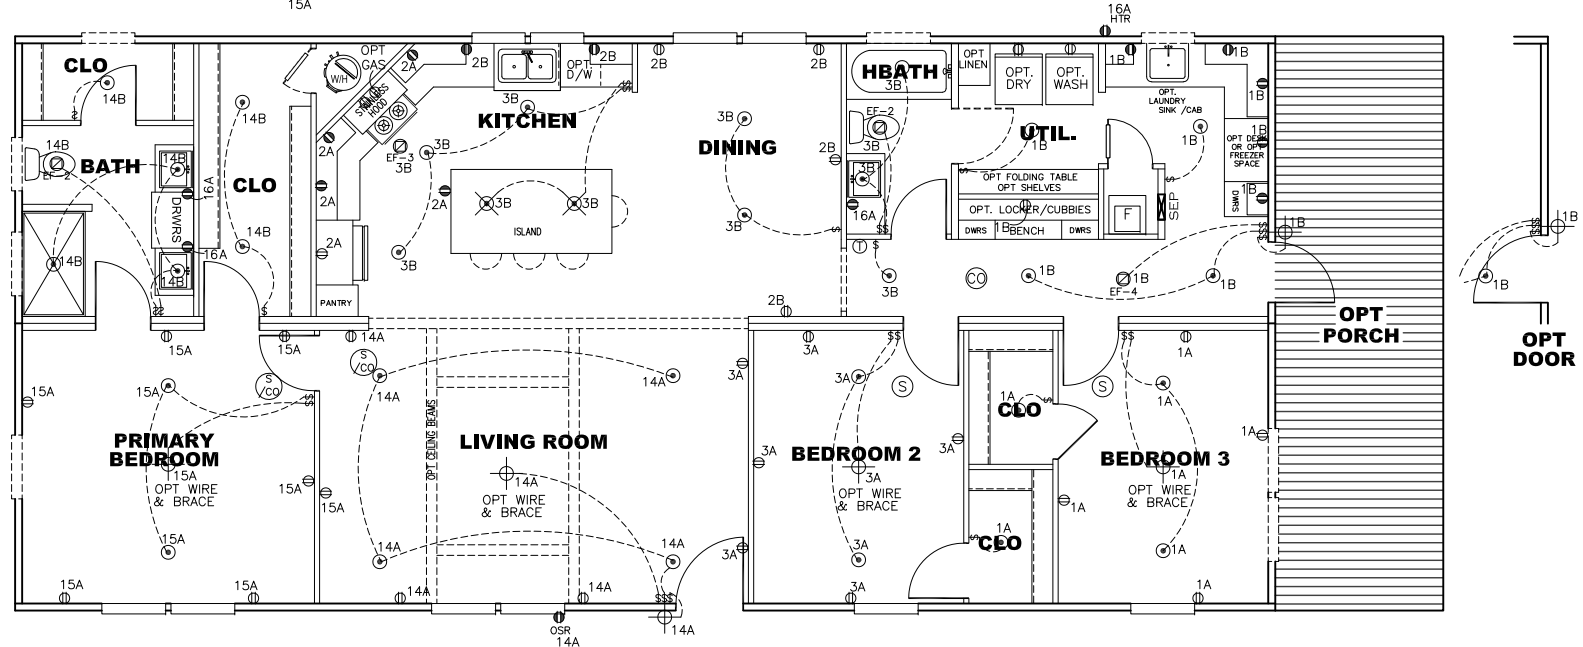 15A
16A
HTR
CLO
14B
14B
BATH
14B
EF-2
16A
DRWRS
16A
14B
14B
14B
CLO
14B
W/H
OPT
GAS
HOOD
2A
2A
2A
2A
2A
EF-3
3B
3B
3B
KITCHEN
2B
OPT.
D/W
2B
2B
3B
3B
ISLAND
PANTRY
3B
DINING
3B
2B
2B
HBATH
3B
EF-2
3B
16A
T
3B
OPT
LINEN
OPT.
DRY
OPT.
WASH
UTIL.
1B
OPT FOLDING TABLE
OPT SHELVES
OPT. LOCKER/CUBBIES
1B
DWRS
BENCH
DWRS
1B
1B
OPT.
LAUNDRY
SINK /CAB
1B
F
SEP
1B
1B
OPT DESK
OR OPT
FREEZER
SPACE
1B
DWRS
CO
1B
EF-4
1B
1B
1B
OPT
PORCH
1B
1B
OPT
DOOR
15A
15A
15A
15A
S
/CO
S
/CO
14A
14A
14A
PRIMARY
BEDROOM
15A
OPT WIRE
& BRACE
15A
15A
15A
15A
15A
OPT CEILING BEAMS
LIVING ROOM
14A
OPT WIRE
& BRACE
14A
14A
14A
14A
OSR
14A
14A
3A
3A
3A
S
BEDROOM 2
3A
3A
3A
OPT WIRE
& BRACE
3A
3A
3A
1A
CLO
1A
CLO
S
1A
1A
1A
BEDROOM 3
1A
OPT WIRE
& BRACE
1A
1A
1A